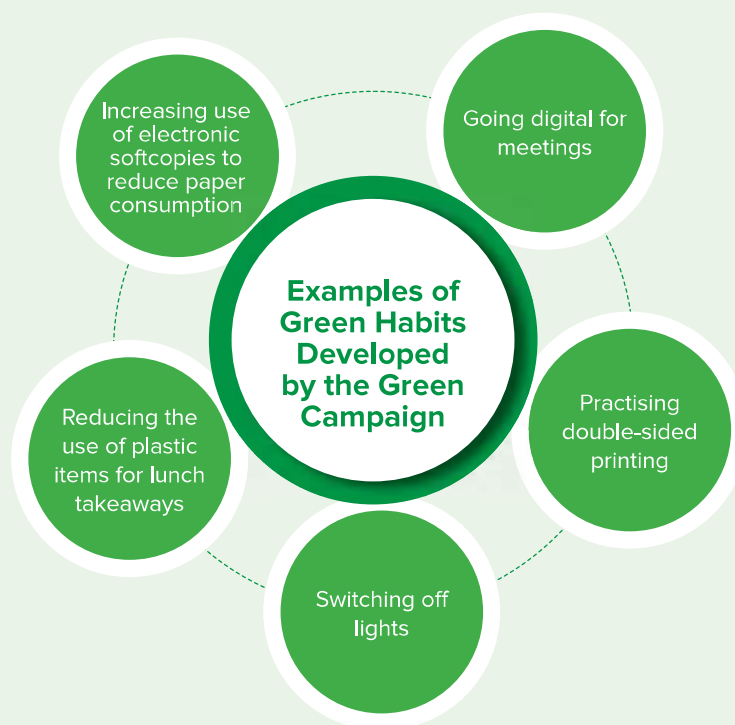 Increasing use
of electronic
softcopies to
reduce paper
consumption
Going digital for
meetings
Examples of
Green Habits
Developed
by the Green
Campaign
Practising
double-sided
printing
Reducing the
use of plastic
items for lunch
takeaways
Switching off
lights